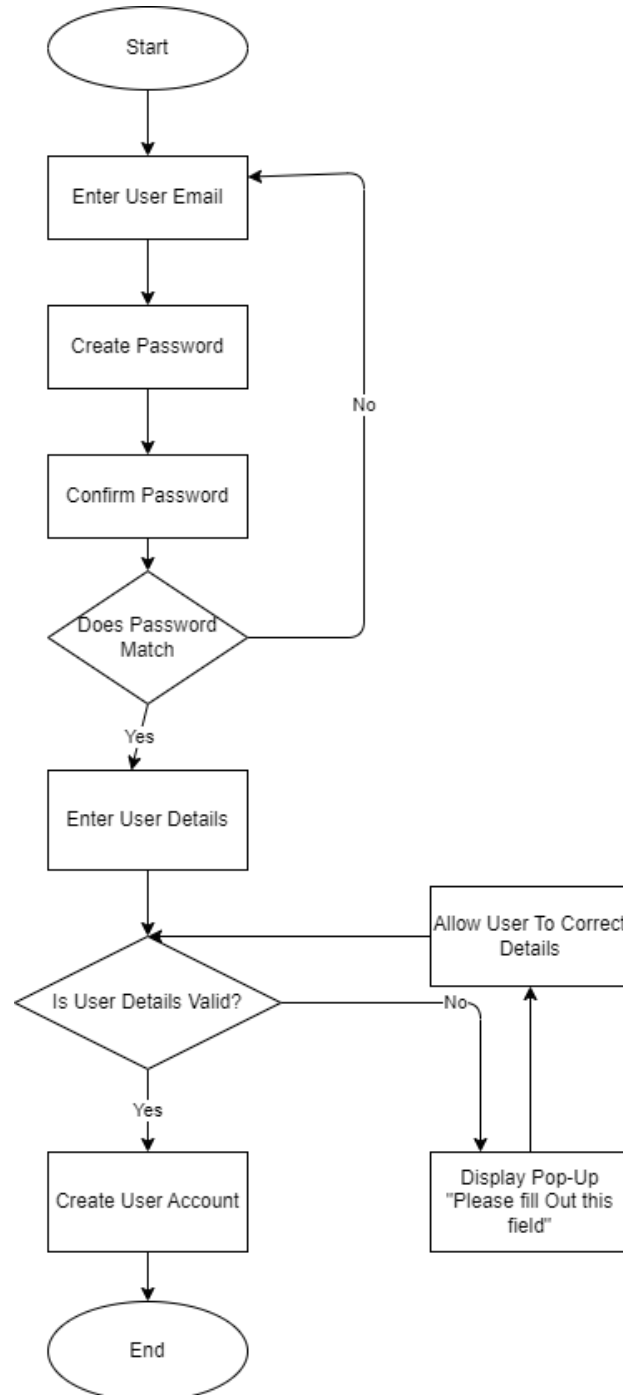 Start
Enter User Email
Create Password
No
Confirm Password
Does Password
Match
Yes
Enter User Details
Allow User To Correct
Details
Is User Details Valid?
No
Yes
Create User Account
Display Pop-Up
"Please fill Out this
field"
End